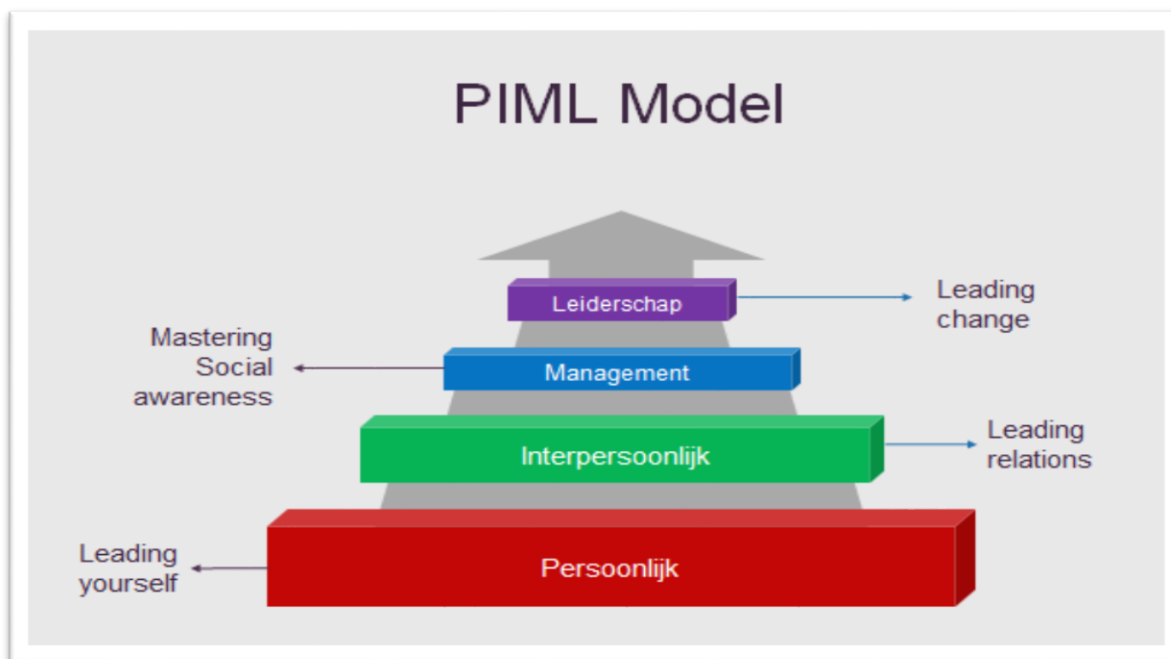 PIML Model
Leiderschap
Leading
change
Mastering
Social
awareness
Management
Interpersoonlijk
Leading
relations
Leading
yourself
Persoonlijk